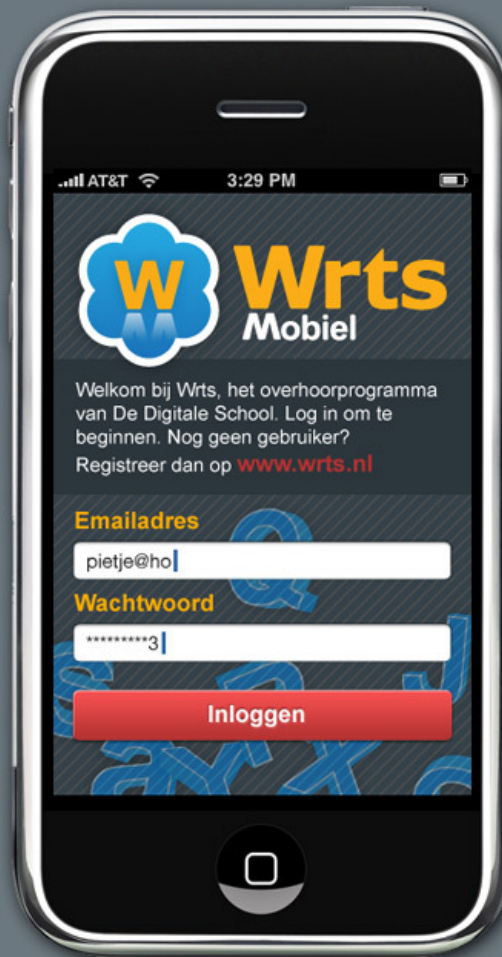 AT&T 3:29 PM
W Wrts
Mobiel
Welkom bij Wrts, het overhoorprogramma
van De Digitale School. Log in om te
beginnen. Nog geen gebruiker?
Registreer dan op www.wrts.nl
Emailadres
pietje@ho
Wachtwoord
*********3
Inloggen